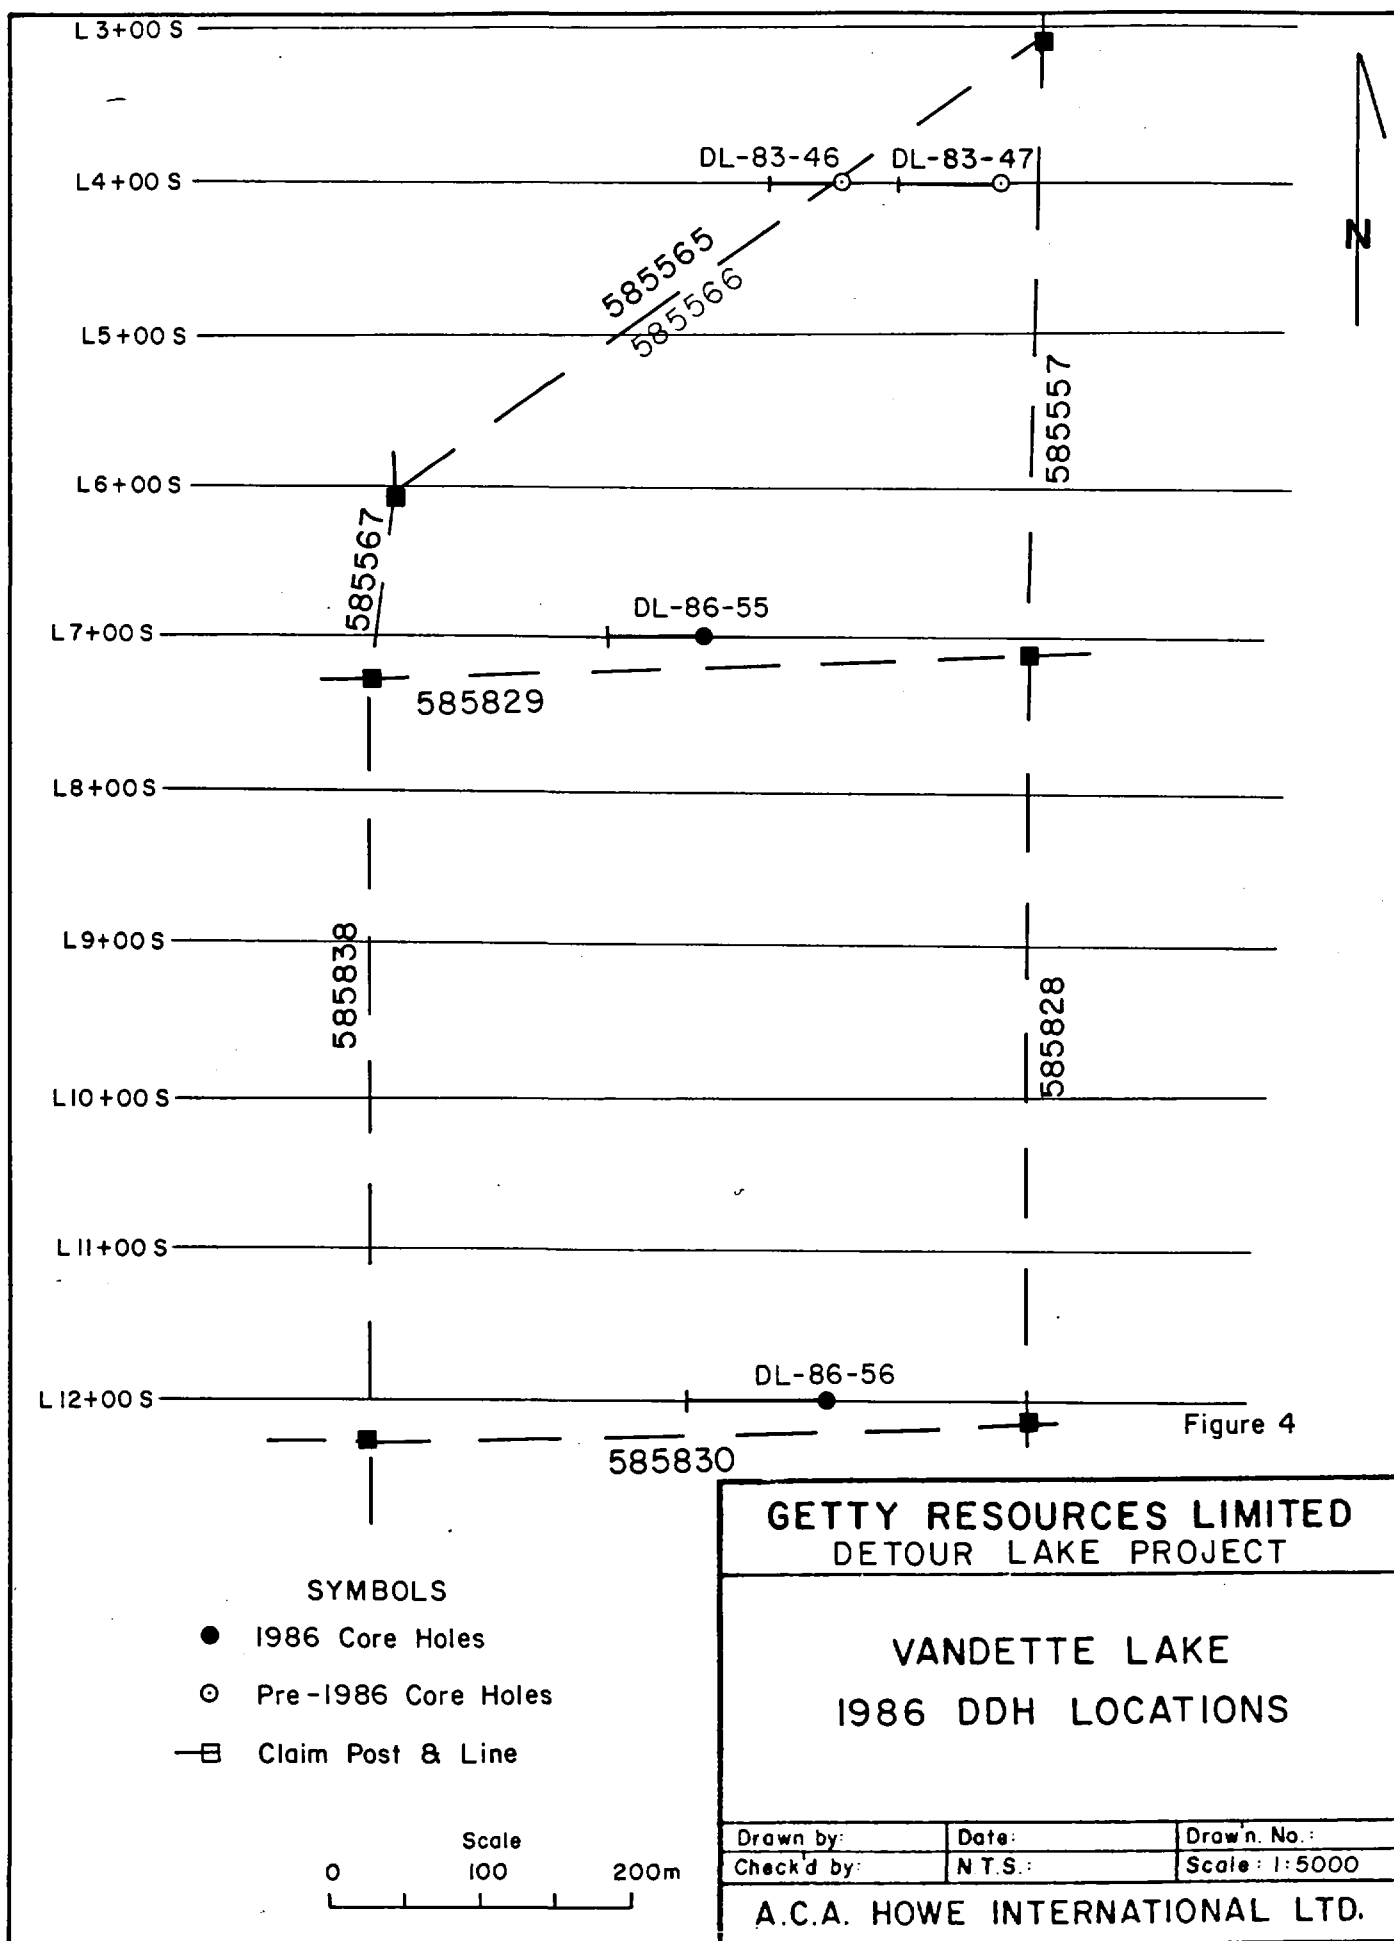 L3+00S
DL-83-46 DL-83-47
L4+00S
N
585565
585566
L5+00S
585557
L6+00S
585567
DL-86-55
L7+00S
585829
L8+00S
L9+00S
585838
585828
L10+00S
L11+00S
DL-86-56
L12+00S
Figure 4
585830
GETTY RESOURCES LIMITED
DETOUR LAKE PROJECT
SYMBOLS
1986 Core Holes
Pre-1986 Core Holes
Claim Post & Line
VANDETTE LAKE
1986 DDH LOCATIONS
Scale
0 100 200m
Drawn by: Date: Draw'n. No.:
Check'd by: N.T.S.: Scale: 1:5000
A.C.A. HOWE INTERNATIONAL LTD.